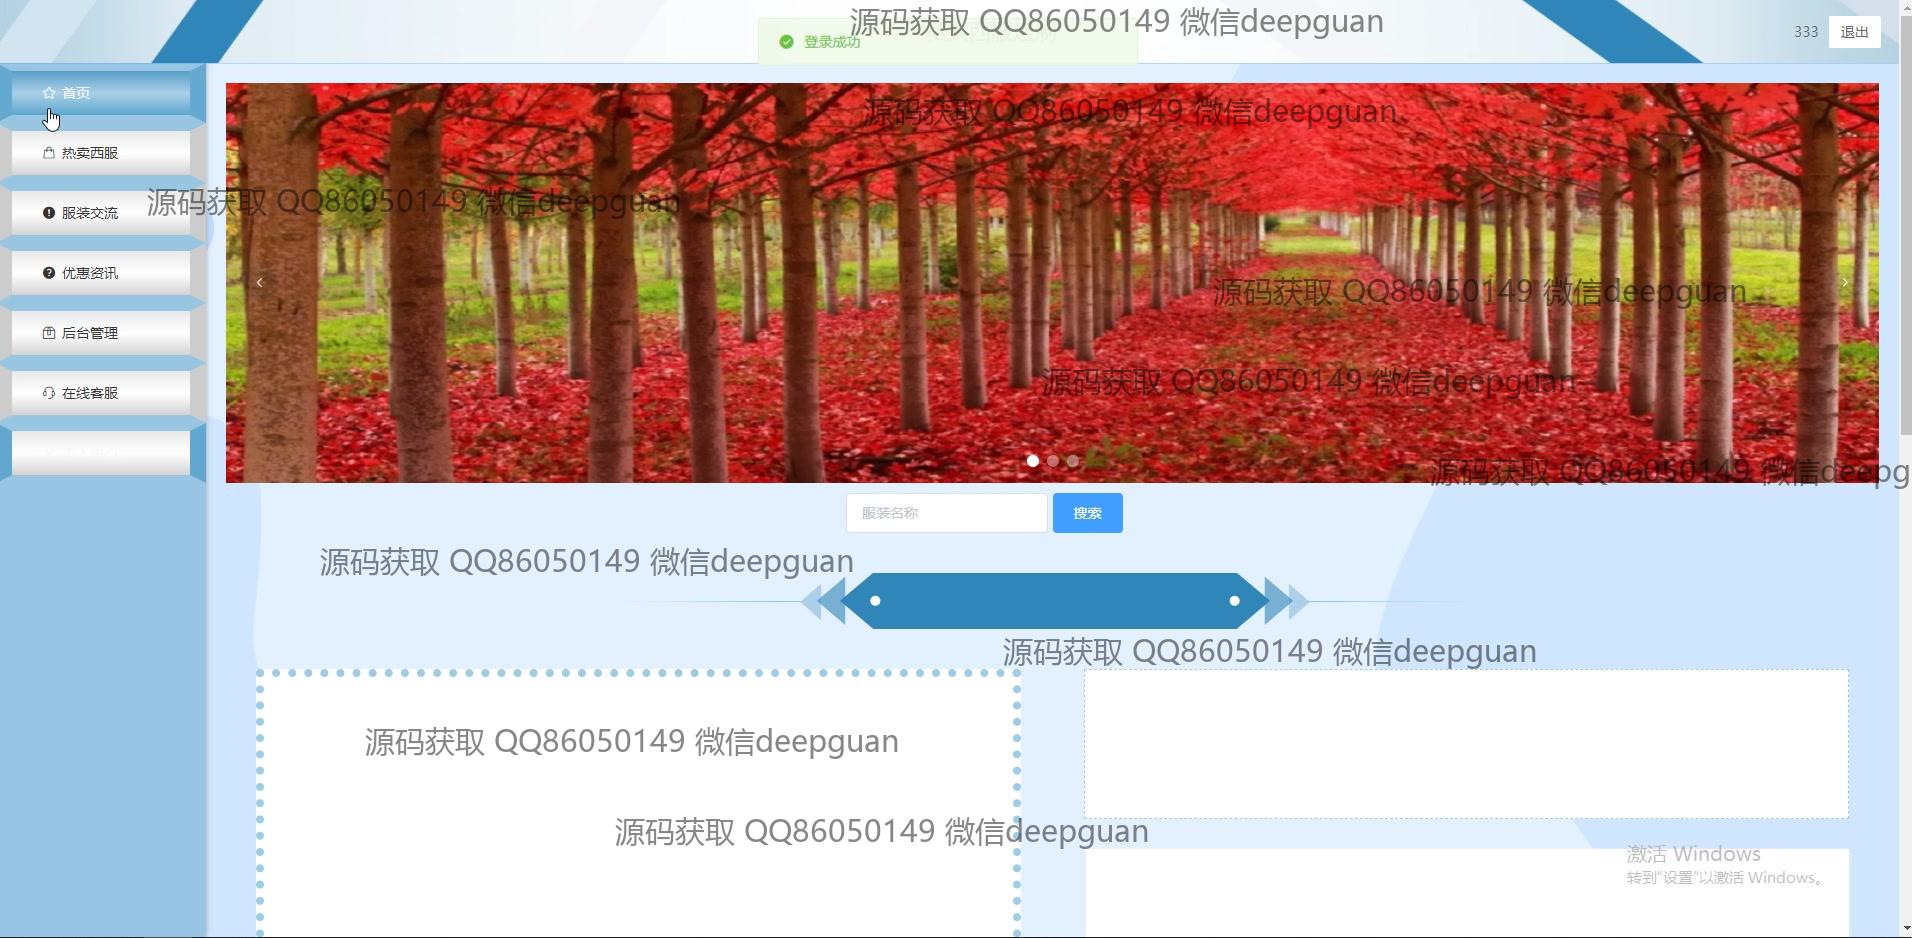 源码获取 QQ86050149 微信deepguan
登录成功
333
退出
首页
源码获取 QQ86050149 微信deepguan
热卖西服
源码获取 QQ86050149 微信deepguan
服装交流
优惠资讯
源码获取 QQ86050149 微信deepguan
后台管理
源码获取 QQ86050149 微信deepguan
在线客服
源码获取 QQ86050149 微信deepg
服装名称
搜索
源码获取 QQ86050149 微信deepguan
源码获取 QQ86050149 微信deepguan
源码获取 QQ86050149 微信deepguan
源码获取 QQ86050149 微信deepguan
激活 Windows
转到“设置”以激活 Windows。